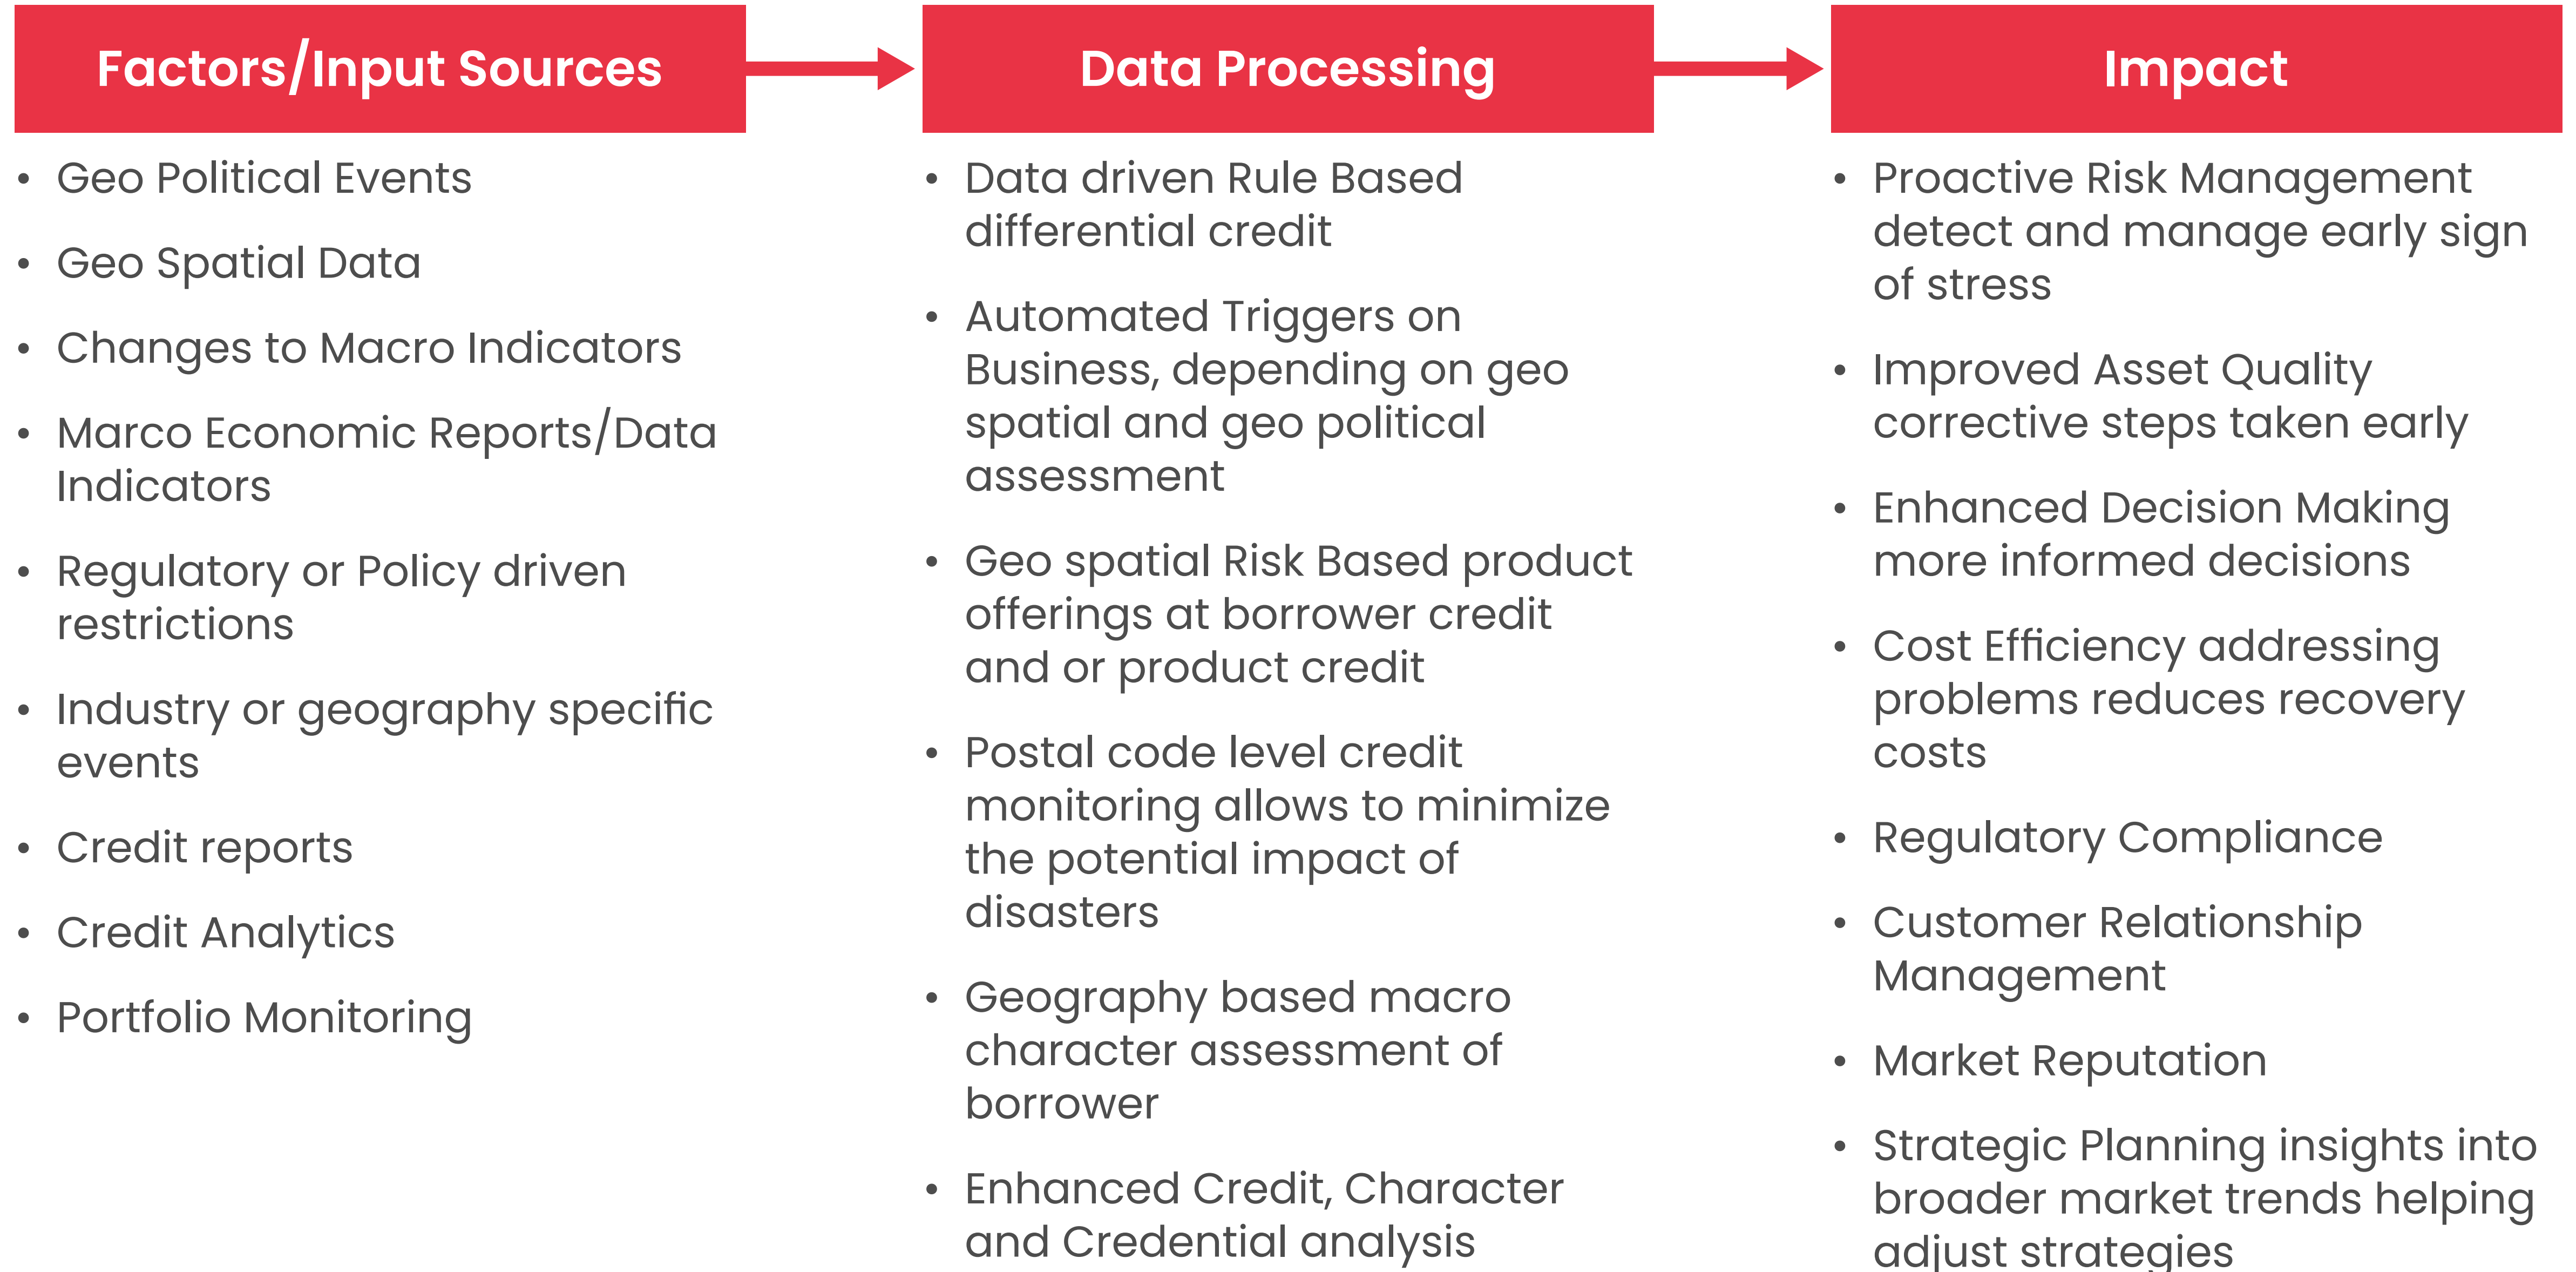 Factors/Input Sources
• Geo Political Events
• Geo Spatial Data
• Changes to Macro Indicators
• Marco Economic Reports/Data
Indicators
• Regulatory or Policy driven
restrictions
• Industry or geography specific
events
• Credit reports
• Credit Analytics
• Portfolio Monitoring
Data Processing
• Data driven Rule Based
differential credit
• Automated Triggers on
Business, depending on geo
spatial and geo political
assessment
• Geo spatial Risk Based product
offerings at borrower credit
and or product credit
• Postal code level credit
monitoring allows to minimize
the potential impact of
disasters
• Geography based macro
character assessment of
borrower
• Enhanced Credit, Character
and Credential analysis
Impact
• Proactive Risk Management
detect and manage early sign
of stress
• Improved Asset Quality
corrective steps taken early
• Enhanced Decision Making
more informed decisions
• Cost Efficiency addressing
problems reduces recovery
costs
• Regulatory Compliance
• Customer Relationship
Management
• Market Reputation
• Strategic Planning insights into
broader market trends helping
adjust strategies